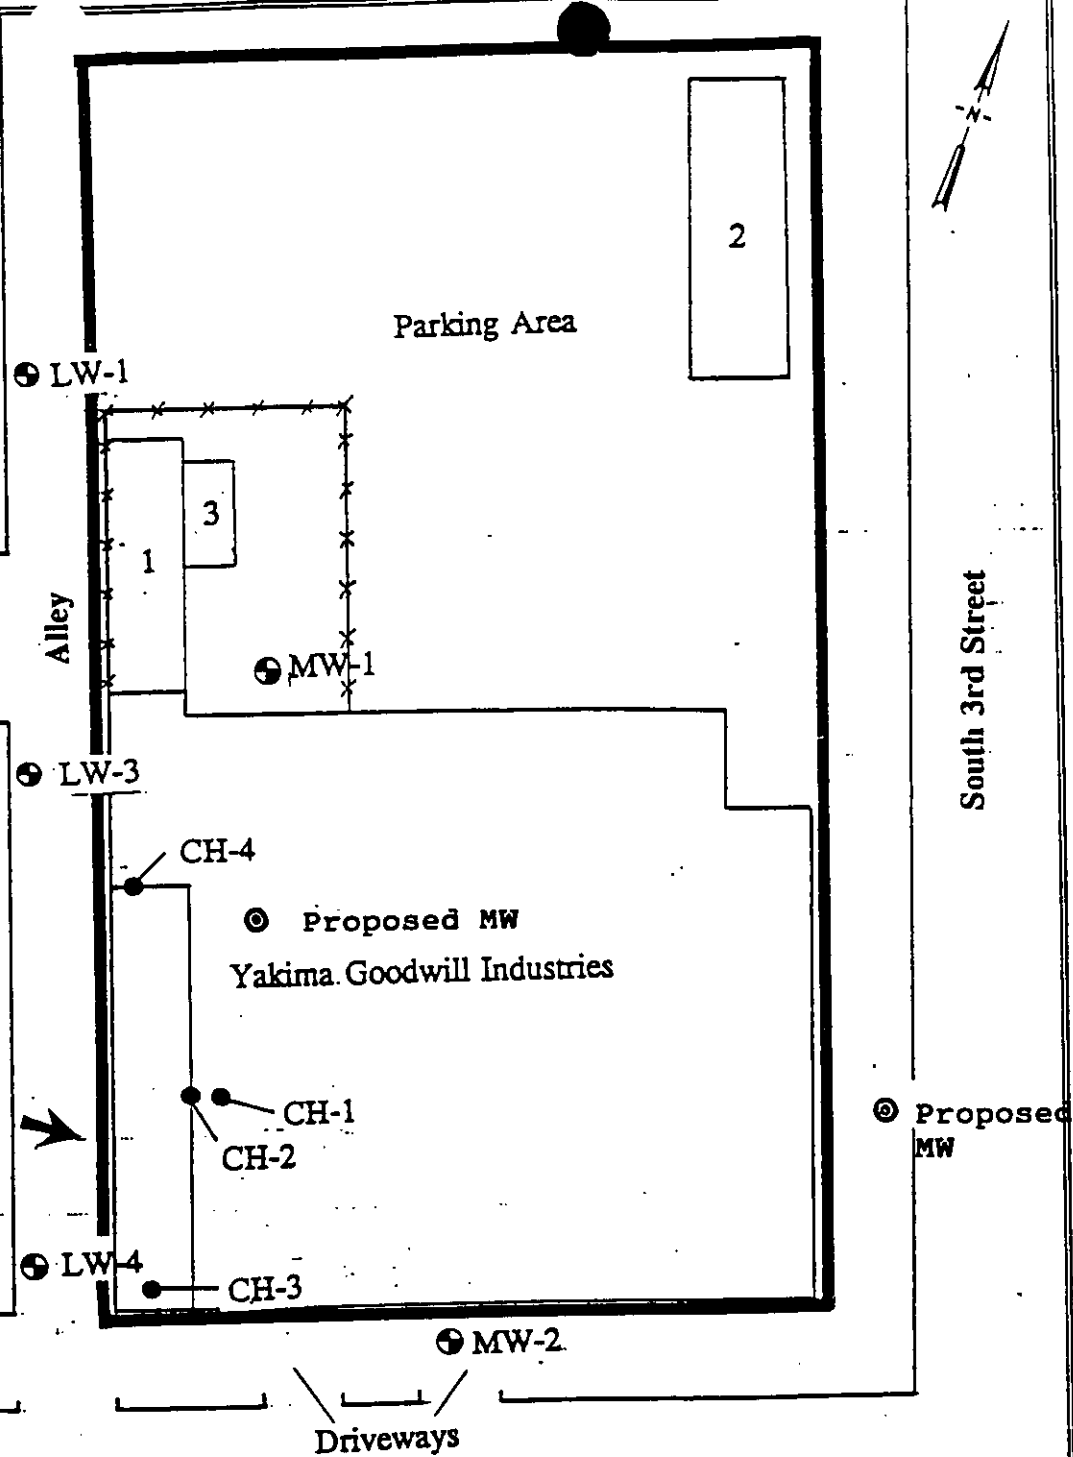 -N-
2
Parking Area
LW-1
3
1
Alley
MW-1
South 3rd Street
LW-3
CH-4
Proposed MW
Yakima Goodwill Industries
CH-1
Proposed
MW
CH-2
LW-4
CH-3
MW-2
Driveways